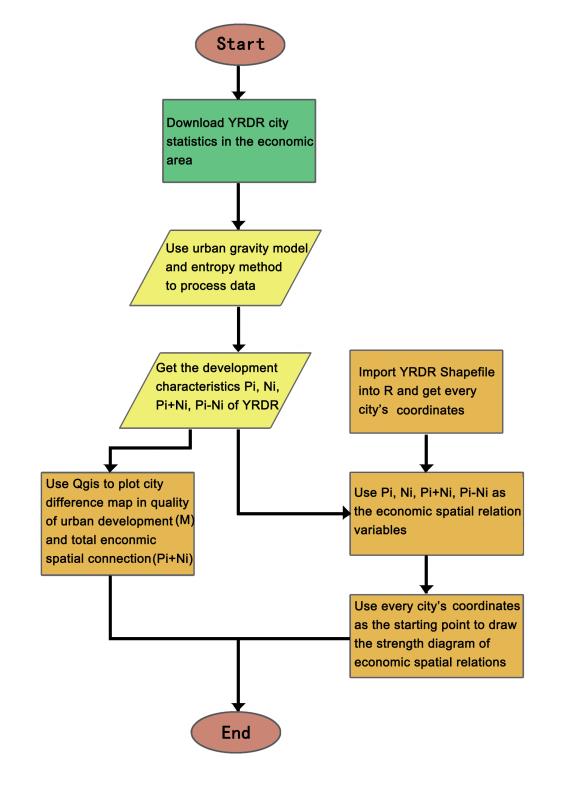 Start
Download YRDR city
statistics in the economic
area
Use urban gravity model
and entropy method
to process data
Get the development
characteristics Pi, Ni,
Pi+Ni, Pi-Ni of YRDR
Import YRDR Shapefile
into R and get every
city's coordinates
Use Qgis to plot city
difference map in quality
of urban development (M)
and total enconmic
spatial connection (Pi+Ni)
Use Pi, Ni, Pi+Ni, Pi-Ni as
the economic spatial relation
variables
Use every city's coordinates
as the starting point to draw
the strength diagram of
economic spatial relations
End